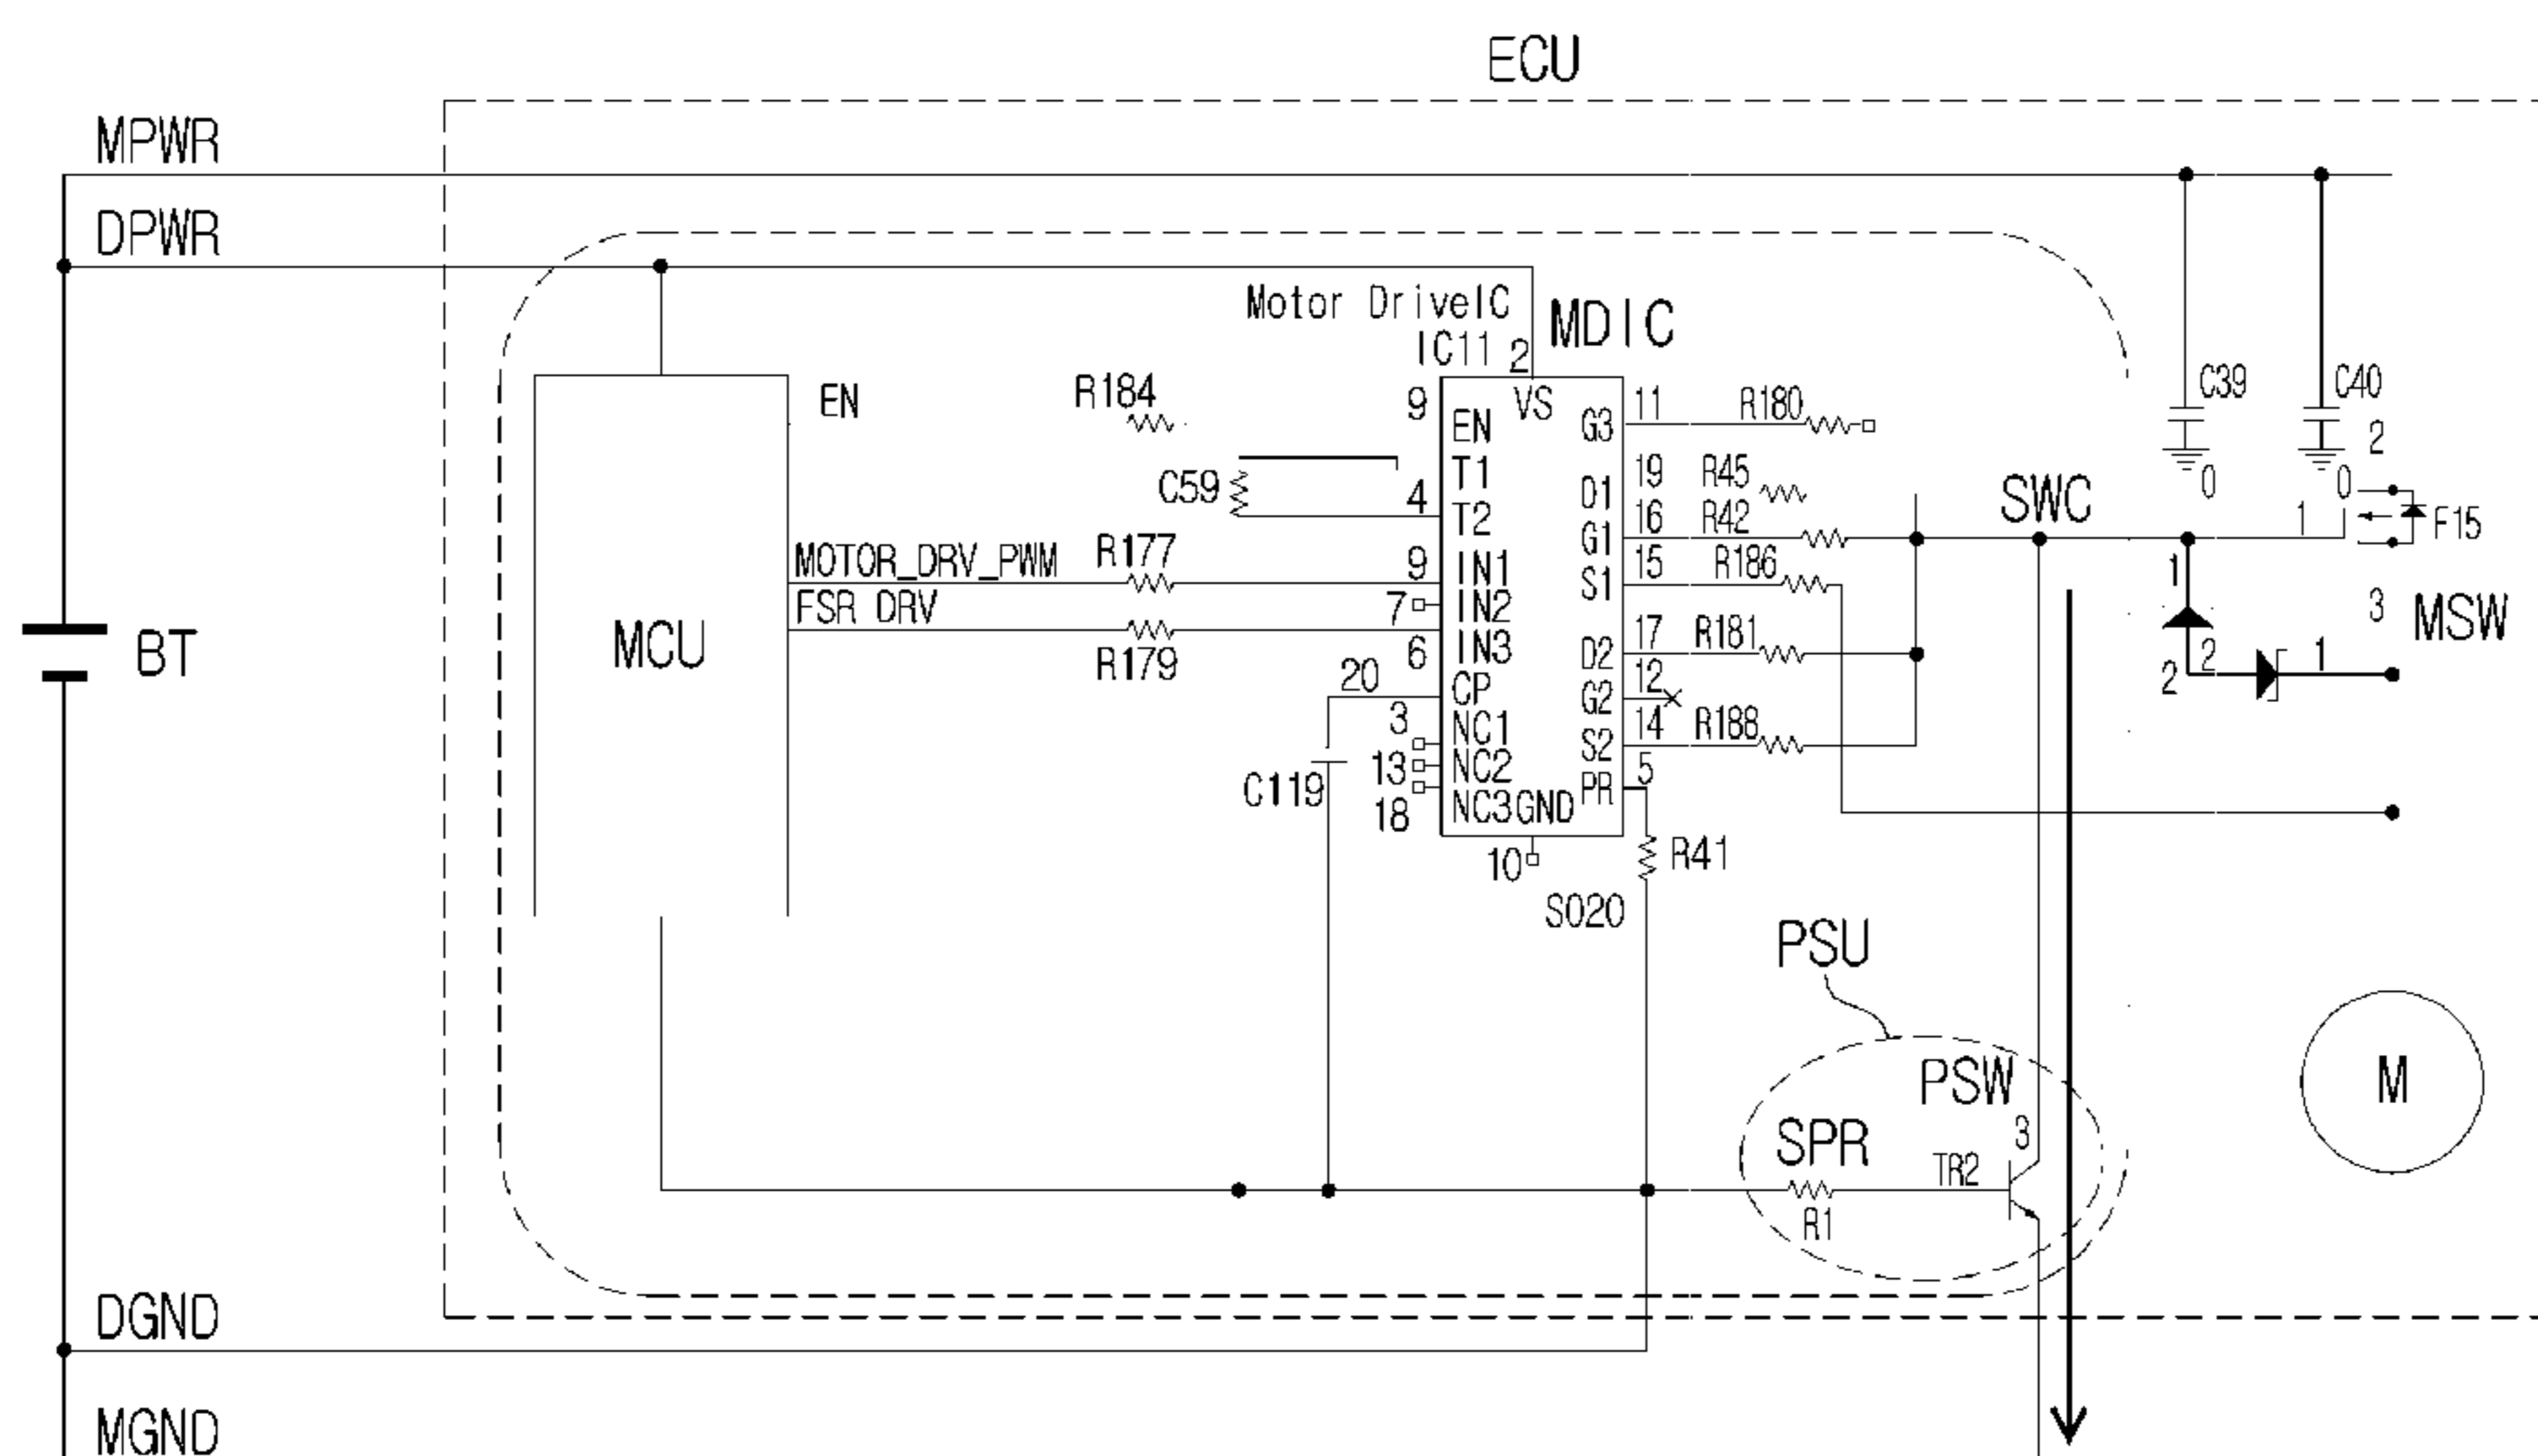 ECU
MPWR
DPWR
Motor DriveIC
IC11
2
MDIC
EN
R184
9
EN
VS
G3
11
R180
C39
C40
2
T1
D1
19
R45
0
0
C59
4
T2
G1
16
R42
SWC
1
F15
MOTOR_DRV_PWM
R177
9
IN1
S1
15
R186
1
FSR DRV
7
IN2
3
MSW
BT
MCU
R179
6
IN3
D2
17
R181
2
2
1
20
CP
G2
12
3
NC1
S2
14
R188
13
NC2
C119
18
NC3
GND
PR
5
10
R41
SO20
PSU
PSW
M
SPR
3
TR2
R1
DGND
MGND